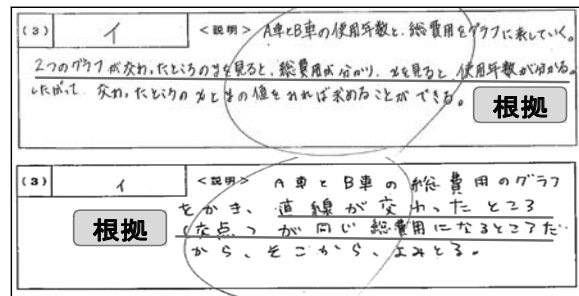 (3) イ <説明> A車とB車の使用年数と、総費用をグラフに表していく。
2つのグラフが交わったところのyを見ると、総費用が分かり、xを見ると、使用年数が分かる。
したがって 交わったところのxとyの値をみれば求めることができる。
根拠
(3) イ <説明> A車とB車の総費用のグラフ
をかき、直線が交わったところ
(交点)が同じ総費用になるところだ
根拠
から、そこから、よみとる。